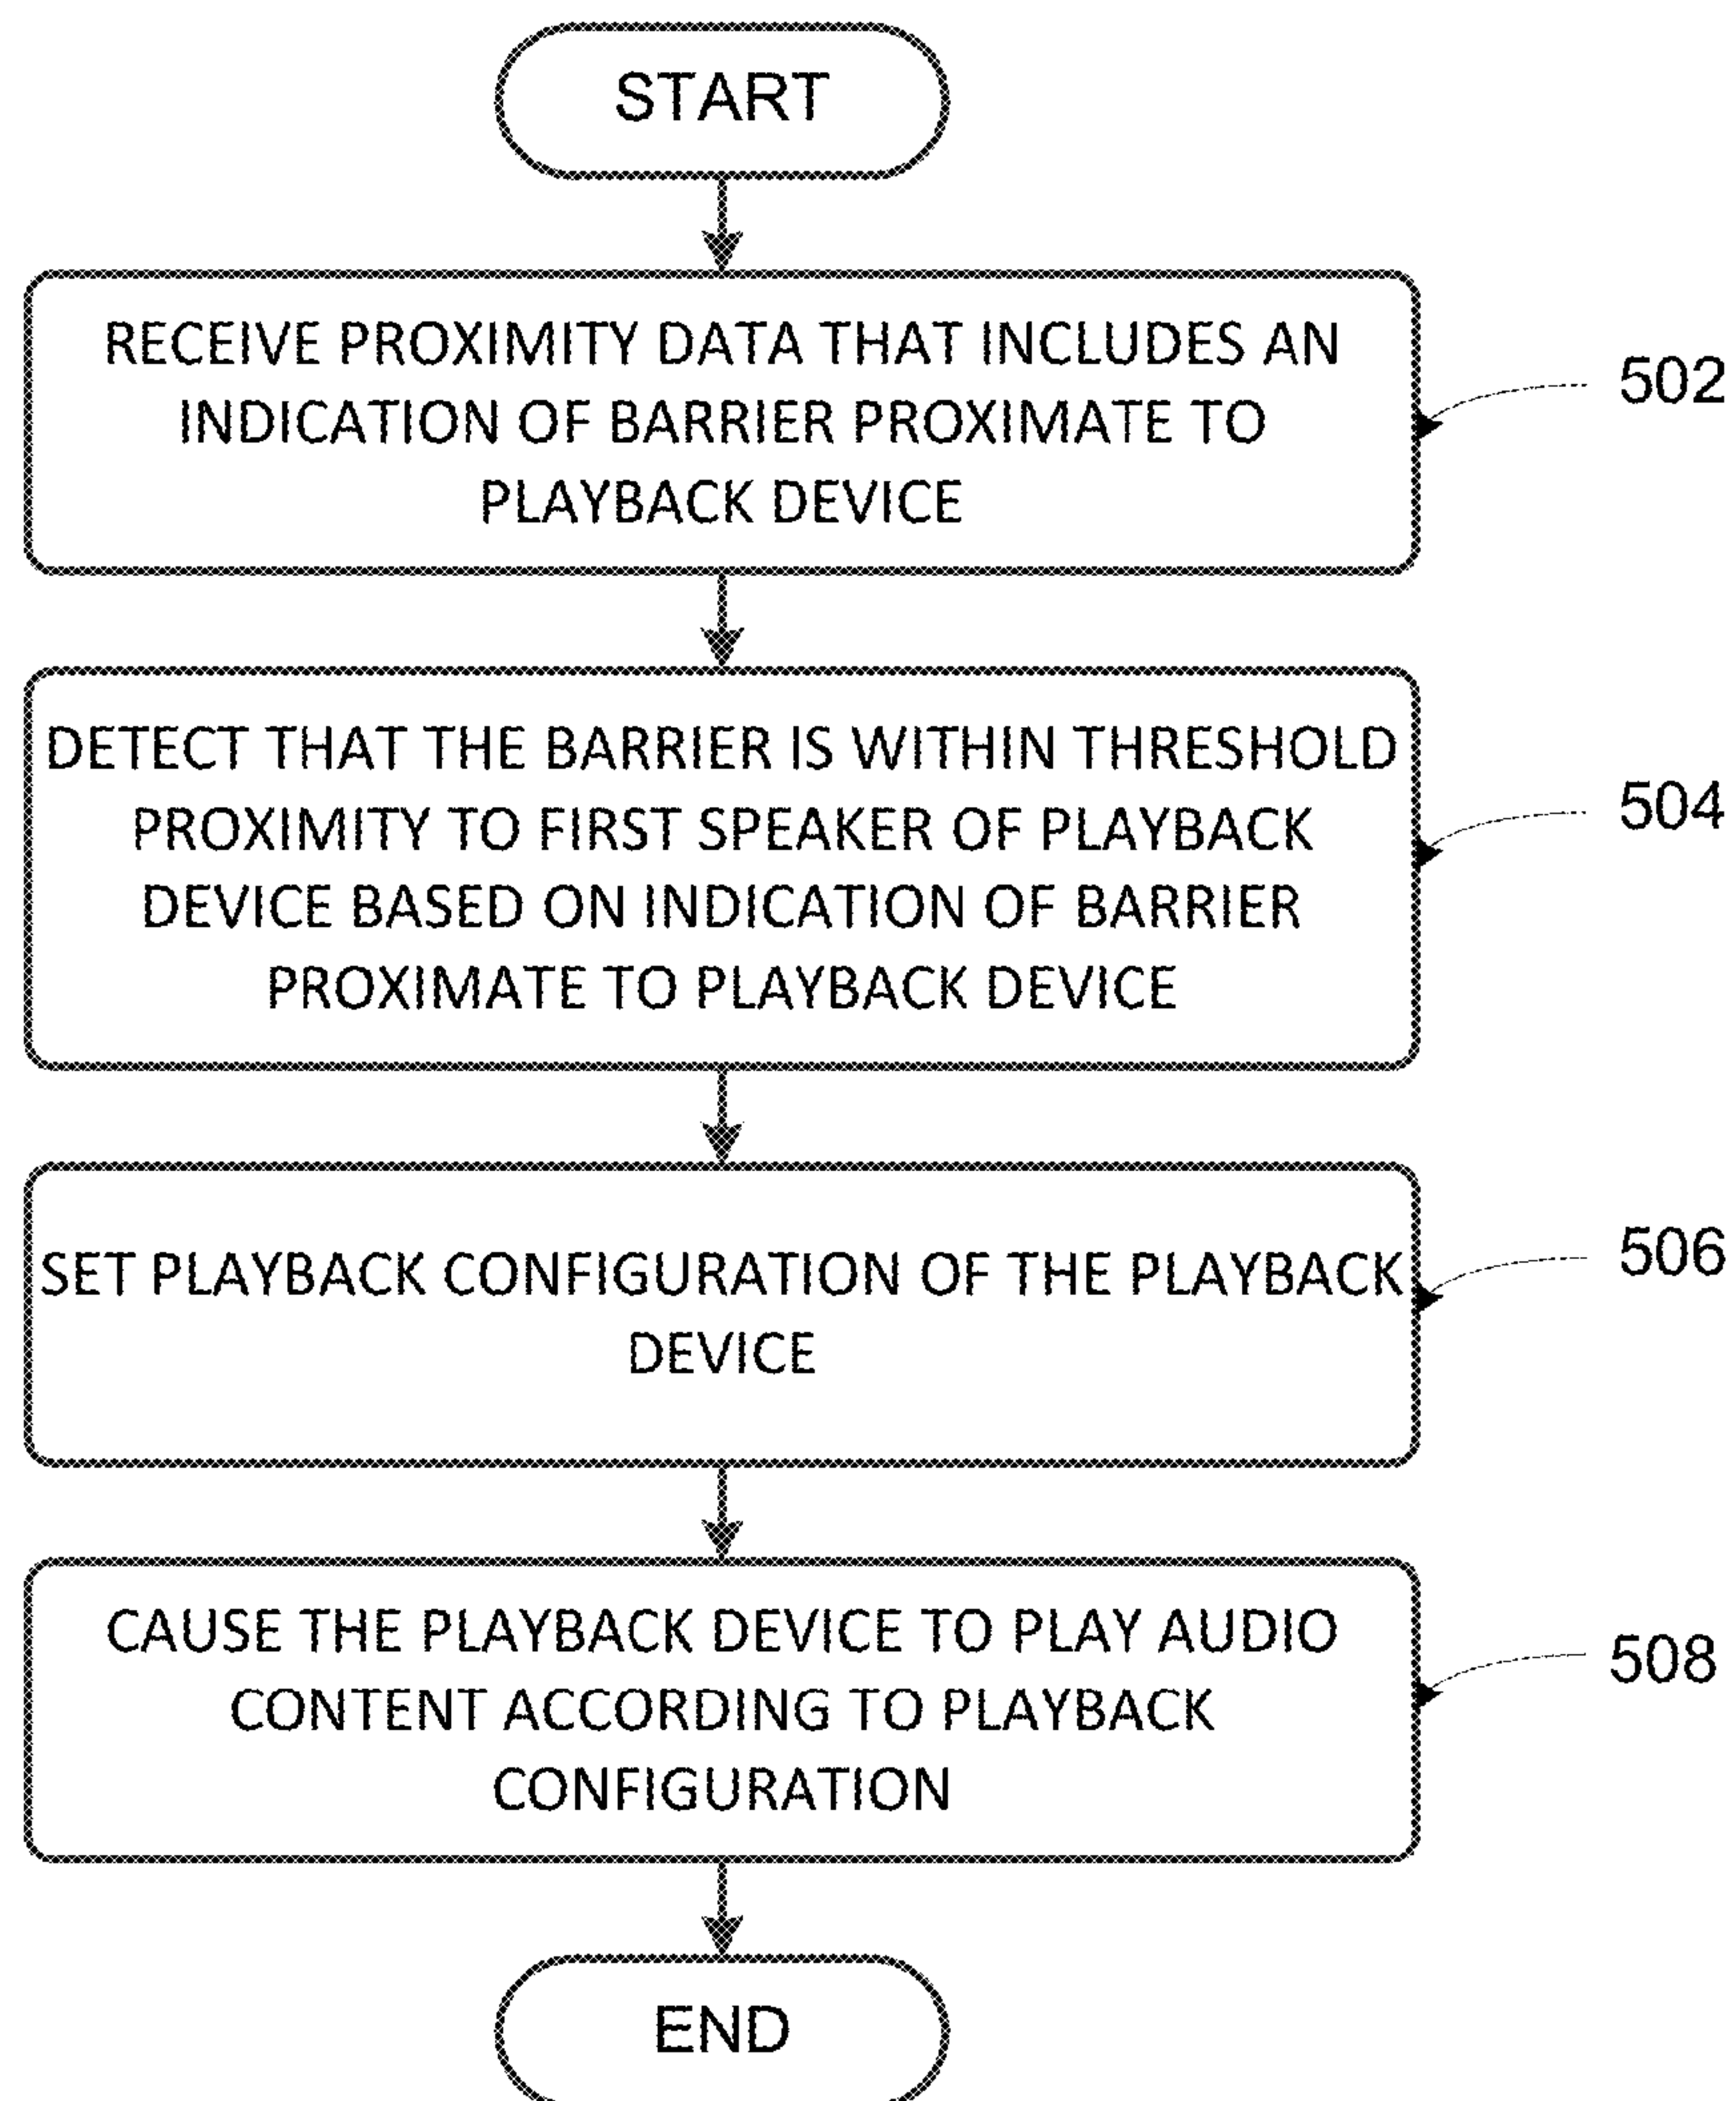 START
RECEIVE PROXIMITY DATA THAT INCLUDES AN
INDICATION OF BARRIER PROXIMATE TO
PLAYBACK DEVICE
502
DETECT THAT THE BARRIER IS WITHIN THRESHOLD
PROXIMITY TO FIRST SPEAKER OF PLAYBACK
DEVICE BASED ON INDICATION OF BARRIER
PROXIMATE TO PLAYBACK DEVICE
504
SET PLAYBACK CONFIGURATION OF THE PLAYBACK
DEVICE
506
CAUSE THE PLAYBACK DEVICE TO PLAY AUDIO
CONTENT ACCORDING TO PLAYBACK
CONFIGURATION
508
END